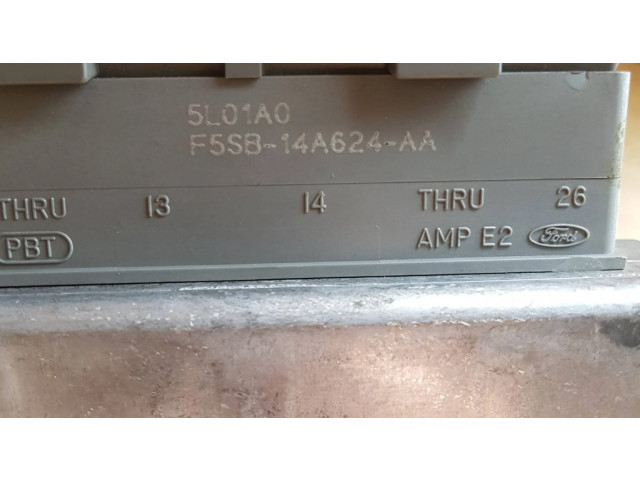 5L01A0
F5SB-14A624-AA
THRU 13 14 THRU 26
PBT AMP E2 Ford